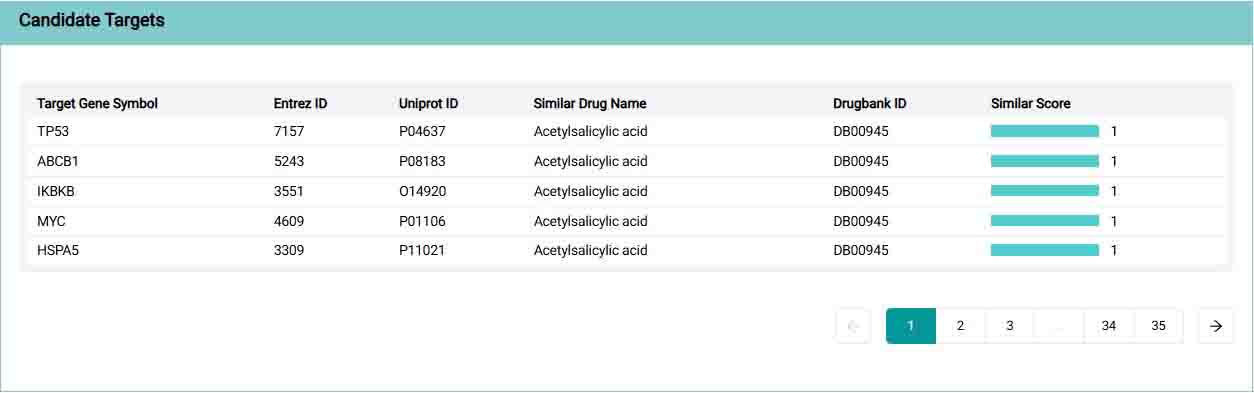 Candidate Targets
Target Gene Symbol Entrez ID Uniprot ID Similar Drug Name Drugbank ID Similar Score
TP53 7157 P04637 Acetylsalicylic acid DB00945 1
ABCB1 5243 P08183 Acetylsalicylic acid DB00945 1
IKBKB 3551 O14920 Acetylsalicylic acid DB00945 1
MYC 4609 P01106 Acetylsalicylic acid DB00945 1
HSPA5 3309 P11021 Acetylsalicylic acid DB00945 1
← 1 2 3 ... 34 35 →